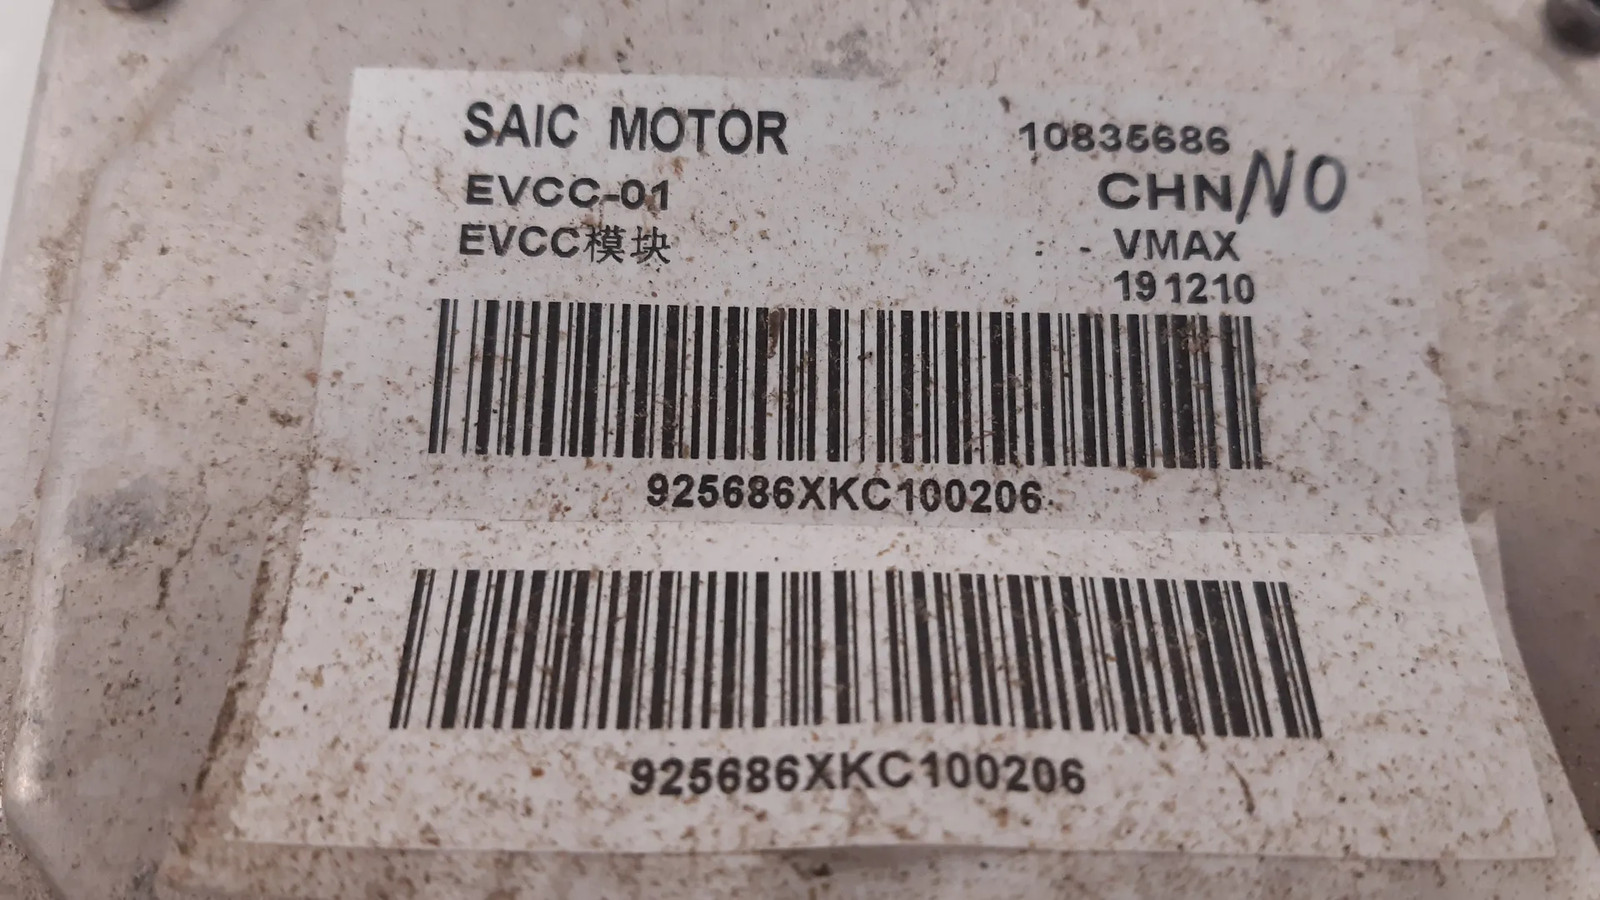 SAIC MOTOR 10835686
EVCC-01 CHN/NO
EVCC模块 : - VMAX
191210
925686XKC100206
925686XKC100206